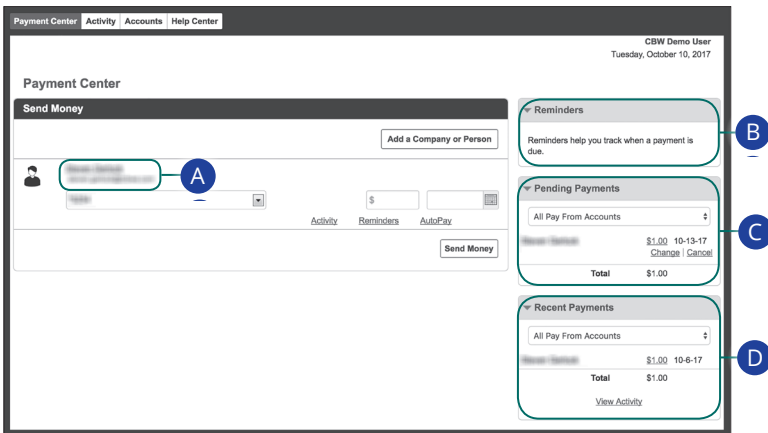 Payment Center Activity Accounts Help Center
CBW Demo User
Tuesday, October 10, 2017
Payment Center
Send Money
Add a Company or Person
A
$
Activity Reminders AutoPay
Send Money
Reminders
Reminders help you track when a payment is
due.
B
Pending Payments
All Pay From Accounts
$1.00 10-13-17
Change | Cancel
Total $1.00
C
Recent Payments
All Pay From Accounts
$1.00 10-6-17
Total $1.00
View Activity
D